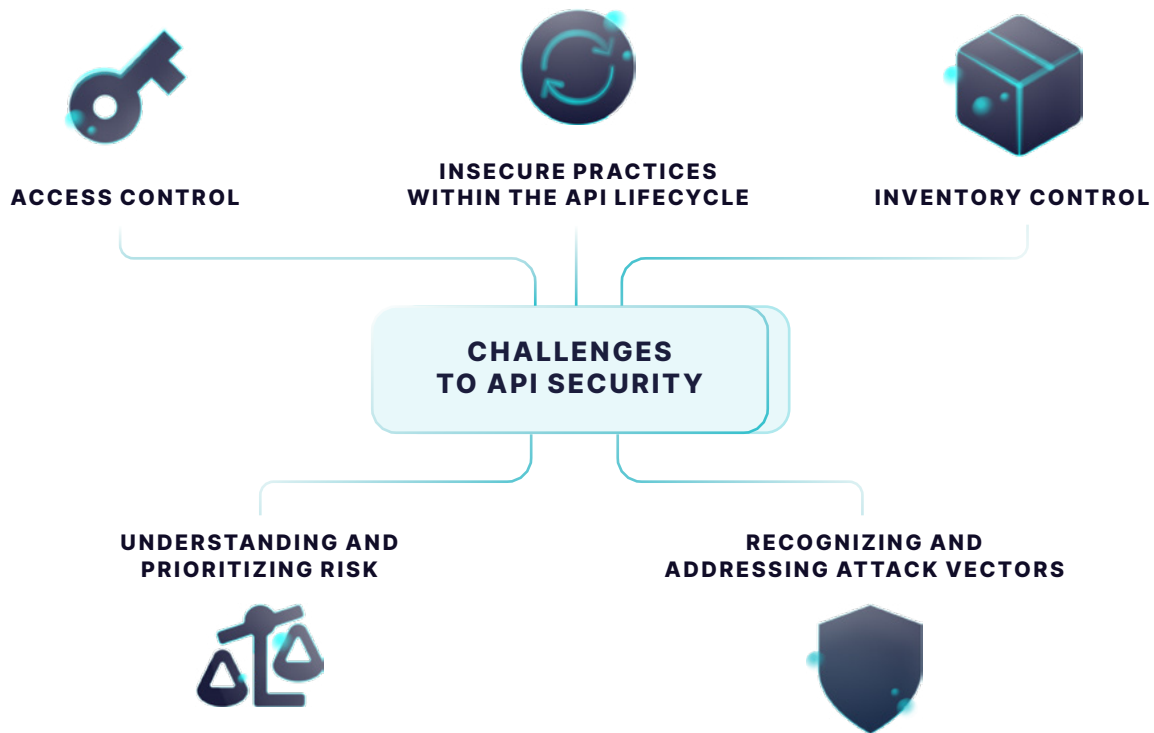 ACCESS CONTROL
INSECURE PRACTICES
WITHIN THE API LIFECYCLE
INVENTORY CONTROL
CHALLENGES
TO API SECURITY
UNDERSTANDING AND
PRIORITIZING RISK
RECOGNIZING AND
ADDRESSING ATTACK VECTORS